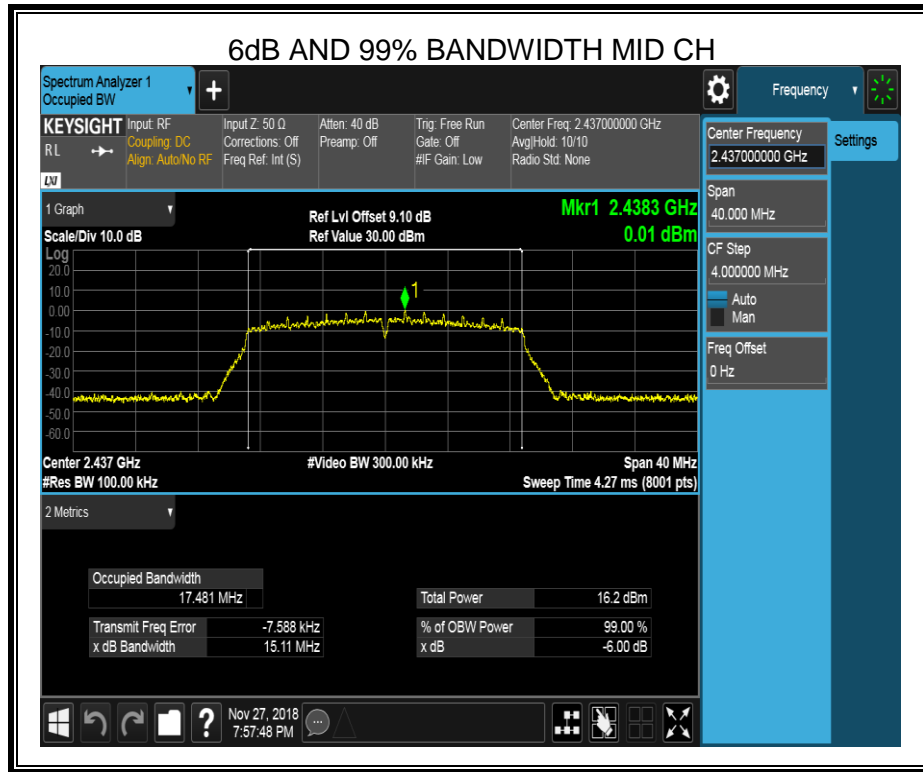 6dB AND 99% BANDWIDTH MID CH
Spectrum Analyzer 1
Occupied BW
+
Frequency
KEYSIGHT
RL
LXI
Input: RF
Coupling: DC
Align: Auto/No RF
Input Z: 50 Ω
Corrections: Off
Freq Ref: Int (S)
Atten: 40 dB
Preamp: Off
Trig: Free Run
Gate: Off
#IF Gain: Low
Center Freq: 2.437000000 GHz
Avg|Hold: 10/10
Radio Std: None
Center Frequency
2.437000000 GHz
Settings
Span
40.000 MHz
CF Step
4.000000 MHz
Auto
Man
Freq Offset
0 Hz
1 Graph
Scale/Div 10.0 dB
Ref Lvl Offset 9.10 dB
Ref Value 30.00 dBm
Mkr1 2.4383 GHz
0.01 dBm
Log
20.0
10.0
0.00
-10.0
-20.0
-30.0
-40.0
-50.0
-60.0
1
Center 2.437 GHz
#Video BW 300.00 kHz
Span 40 MHz
#Res BW 100.00 kHz
Sweep Time 4.27 ms (8001 pts)
2 Metrics
Occupied Bandwidth
17.481 MHz
Total Power 16.2 dBm
Transmit Freq Error -7.588 kHz
% of OBW Power 99.00 %
x dB Bandwidth 15.11 MHz
x dB -6.00 dB
?
Nov 27, 2018
7:57:48 PM